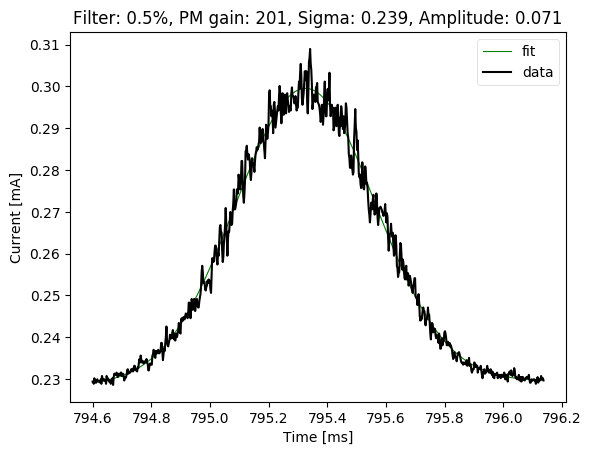 Filter: 0.5%, PM gain: 201, Sigma: 0.239, Amplitude: 0.071
fit
data
0.31
0.30
0.29
0.28
0.27
0.26
0.25
0.24
0.23
Current [mA]
794.6 794.8 795.0 795.2 795.4 795.6 795.8 796.0 796.2
Time [ms]